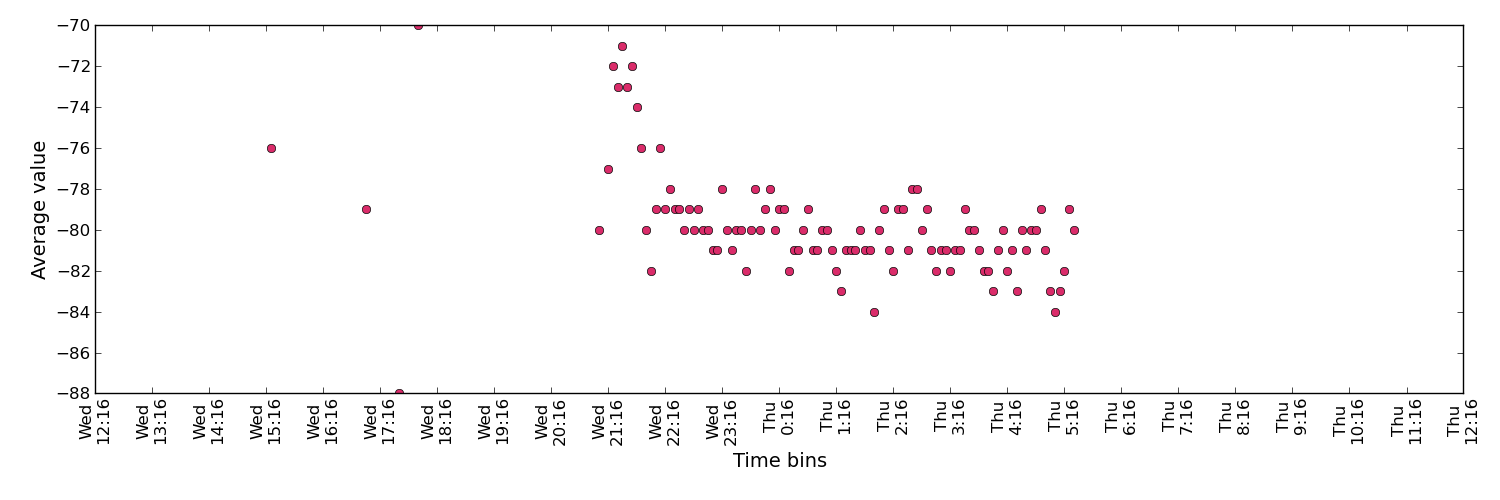 −70
−72
−74
−76
−78
−80
−82
−84
−86
−88
Average value
Wed
12:16
Wed
13:16
Wed
14:16
Wed
15:16
Wed
16:16
Wed
17:16
Wed
18:16
Wed
19:16
Wed
20:16
Wed
21:16
Wed
22:16
Wed
23:16
Thu
0:16
Thu
1:16
Thu
2:16
Thu
3:16
Thu
4:16
Thu
5:16
Thu
6:16
Thu
7:16
Thu
8:16
Thu
9:16
Thu
10:16
Thu
11:16
Thu
12:16
Time bins